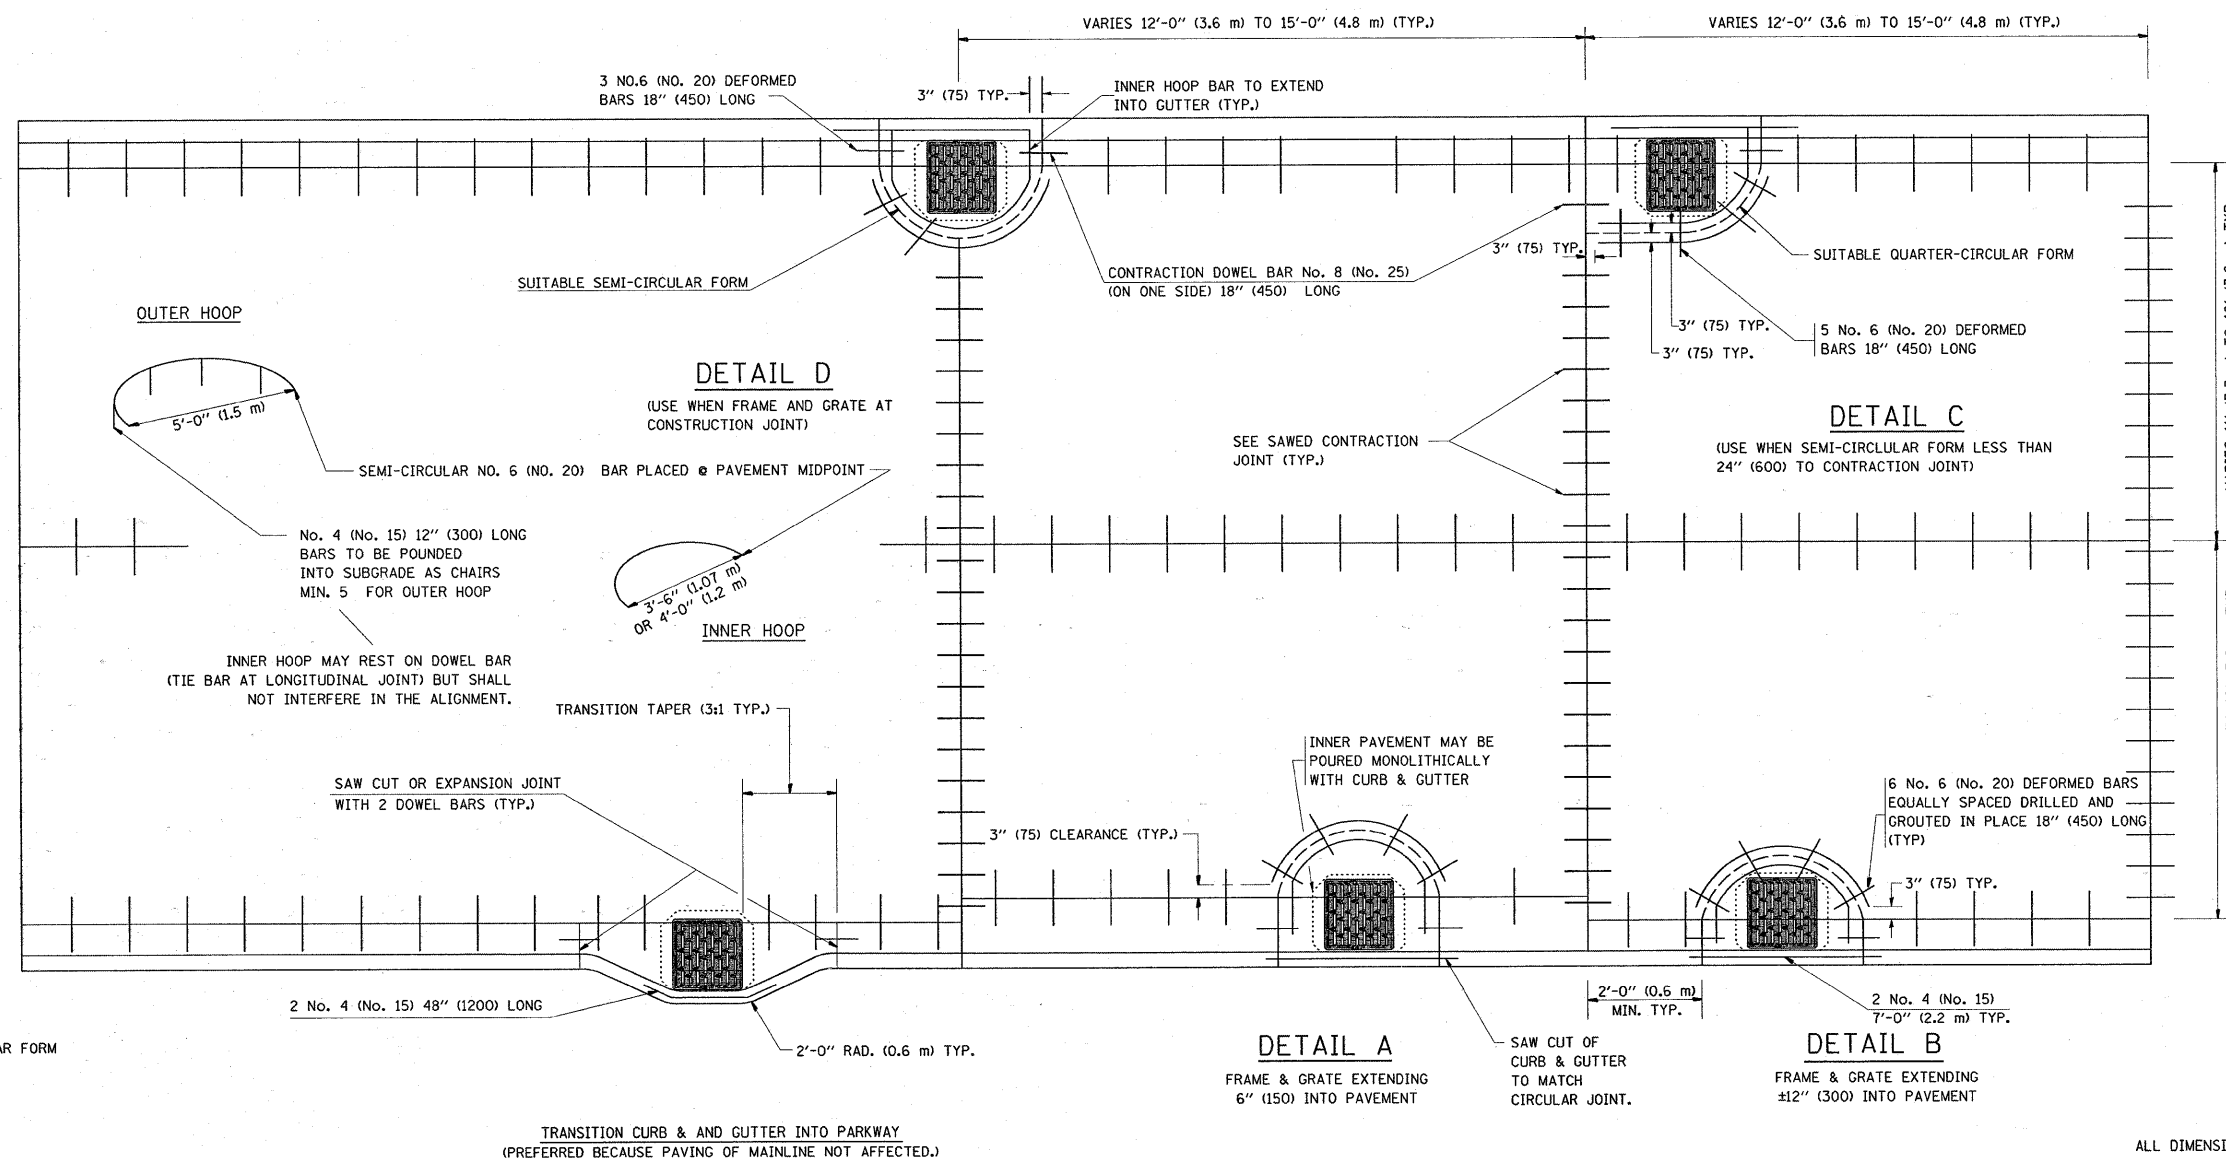 VARIES 12'-0" (3.6 m) TO 15'-0" (4.8 m) (TYP.)
VARIES 12'-0" (3.6 m) TO 15'-0" (4.8 m) (TYP.)
3 NO.6 (NO. 20) DEFORMED
BARS 18" (450) LONG
3" (75) TYP.
INNER HOOP BAR TO EXTEND
INTO GUTTER (TYP.)
SUITABLE SEMI-CIRCULAR FORM
CONTRACTION DOWEL BAR No. 8 (No. 25)
(ON ONE SIDE) 18" (450) LONG
3" (75) TYP.
SUITABLE QUARTER-CIRCULAR FORM
3" (75) TYP.
3" (75) TYP.
5 No. 6 (No. 20) DEFORMED
BARS 18" (450) LONG
OUTER HOOP
5'-0" (1.5 m)
DETAIL D
(USE WHEN FRAME AND GRATE AT
CONSTRUCTION JOINT)
SEMI-CIRCULAR NO. 6 (NO. 20) BAR PLACED @ PAVEMENT MIDPOINT
SEE SAWED CONTRACTION
JOINT (TYP.)
DETAIL C
(USE WHEN SEMI-CIRCLULAR FORM LESS THAN
24" (600) TO CONTRACTION JOINT)
No. 4 (No. 15) 12" (300) LONG
BARS TO BE POUNDED
INTO SUBGRADE AS CHAIRS
MIN. 5 FOR OUTER HOOP
3'-6" (1.07 m)
OR 4'-0" (1.2 m)
INNER HOOP
INNER HOOP MAY REST ON DOWEL BAR
(TIE BAR AT LONGITUDINAL JOINT) BUT SHALL
NOT INTERFERE IN THE ALIGNMENT.
TRANSITION TAPER (3:1 TYP.)
SAW CUT OR EXPANSION JOINT
WITH 2 DOWEL BARS (TYP.)
INNER PAVEMENT MAY BE
POURED MONOLITHICALLY
WITH CURB & GUTTER
3" (75) CLEARANCE (TYP.)
6 No. 6 (No. 20) DEFORMED BARS
EQUALLY SPACED DRILLED AND
GROUTED IN PLACE 18" (450) LONG
(TYP)
3" (75) TYP.
2 No. 4 (No. 15) 48" (1200) LONG
2'-0" RAD. (0.6 m) TYP.
2'-0" (0.6 m)
MIN. TYP.
2 No. 4 (No. 15)
7'-0" (2.2 m) TYP.
AR FORM
DETAIL A
FRAME & GRATE EXTENDING
6" (150) INTO PAVEMENT
SAW CUT OF
CURB & GUTTER
TO MATCH
CIRCULAR JOINT.
DETAIL B
FRAME & GRATE EXTENDING
±12" (300) INTO PAVEMENT
TRANSITION CURB & AND GUTTER INTO PARKWAY
(PREFERRED BECAUSE PAVING OF MAINLINE NOT AFFECTED.)
ALL DIMENSI